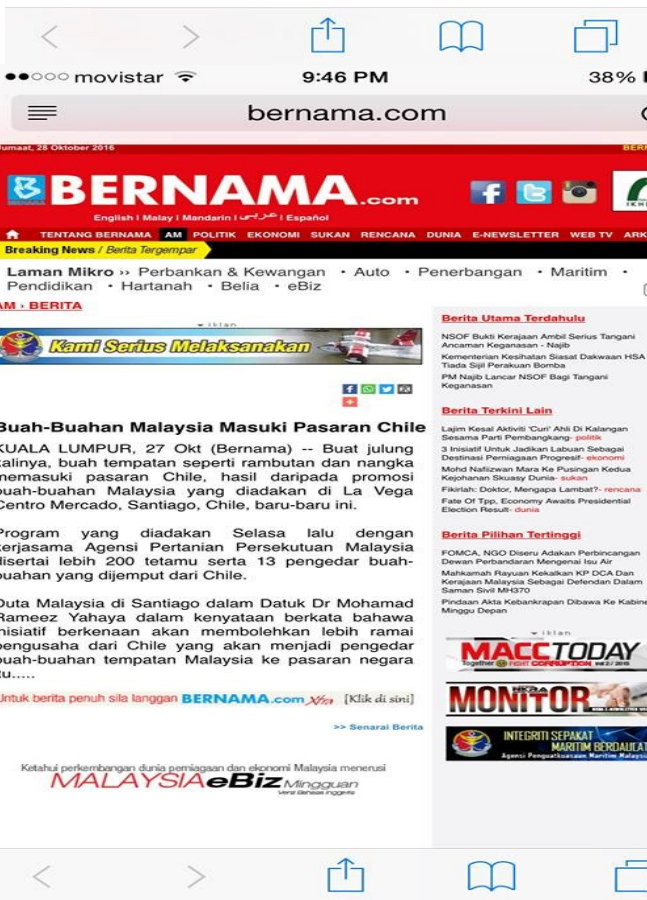 movistar 9:46 PM 38%
bernama.com
Jumaat, 28 Oktober 2016
BERNAMA.com
English | Malay | Mandarin | عربي | Español
TENTANG BERNAMA AM POLITIK EKONOMI SUKAN RENCANA DUNIA E-NEWSLETTER WEB TV ARK
Breaking News / Berita Tergempar
Laman Mikro ›› Perbankan & Kewangan • Auto • Penerbangan • Maritim •
Pendidikan • Hartanah • Belia • eBiz
AM › BERITA
iklan
Kami Serius Melaksanakan
Buah-Buahan Malaysia Masuki Pasaran Chile
KUALA LUMPUR, 27 Okt (Bernama) -- Buat julung
kalinya, buah tempatan seperti rambutan dan nangka
memasuki pasaran Chile, hasil daripada promosi
buah-buahan Malaysia yang diadakan di La Vega
Centro Mercado, Santiago, Chile, baru-baru ini.
Program yang diadakan Selasa lalu dengan
kerjasama Agensi Pertanian Persekutuan Malaysia
disertai lebih 200 tetamu serta 13 pengedar buah-
buahan yang dijemput dari Chile.
Duta Malaysia di Santiago dalam Datuk Dr Mohamad
Rameez Yahaya dalam kenyataan berkata bahawa
inisiatif berkenaan akan membolehkan lebih ramai
pengusaha dari Chile yang akan menjadi pengedar
buah-buahan tempatan Malaysia ke pasaran negara
itu.....
Untuk berita penuh sila langgan BERNAMA.com [Klik di sini]
>> Senarai Berita
Ketahui perkembangan dunia perniagaan dan ekonomi Malaysia menerusi
MALAYSIAeBiz Mingguan
Versi Bahasa Inggeris
Berita Utama Terdahulu
NSOF Bukti Kerajaan Ambil Serius Tangani
Ancaman Keganasan - Najib
Kementerian Kesihatan Siasat Dakwaan HSA
Tiada Sijil Perakuan Bomba
PM Najib Lancar NSOF Bagi Tangani
Keganasan
Berita Terkini Lain
Lajim Kesal Aktiviti 'Curi' Ahli Di Kalangan
Sesama Parti Pembangkang- politik
3 Inisiatif Untuk Jadikan Labuan Sebagai
Destinasi Perniagaan Progresif- ekonomi
Mohd Nafiizwan Mara Ke Pusingan Kedua
Kejohanan Skuasy Dunia- sukan
Fikirlah: Doktor, Mengapa Lambat?- rencana
Fate Of Tpp, Economy Awaits Presidential
Election Result- dunia
Berita Pilihan Tertinggi
FOMCA, NGO Diseru Adakan Perbincangan
Dewan Perbandaran Mengenai Isu Air
Mahkamah Rayuan Kekalkan KP DCA Dan
Kerajaan Malaysia Sebagai Defendan Dalam
Saman Sivil MH370
Pindaan Akta Kebankrapan Dibawa Ke Kabine
Minggu Depan
iklan
MACC TODAY
Together FIGHT CORRUPTION
MONITOR
INTEGRITI SEPAKAT
MARITIM BERDAULAT
Agensi Penguatkuasaan Maritim Malaysia